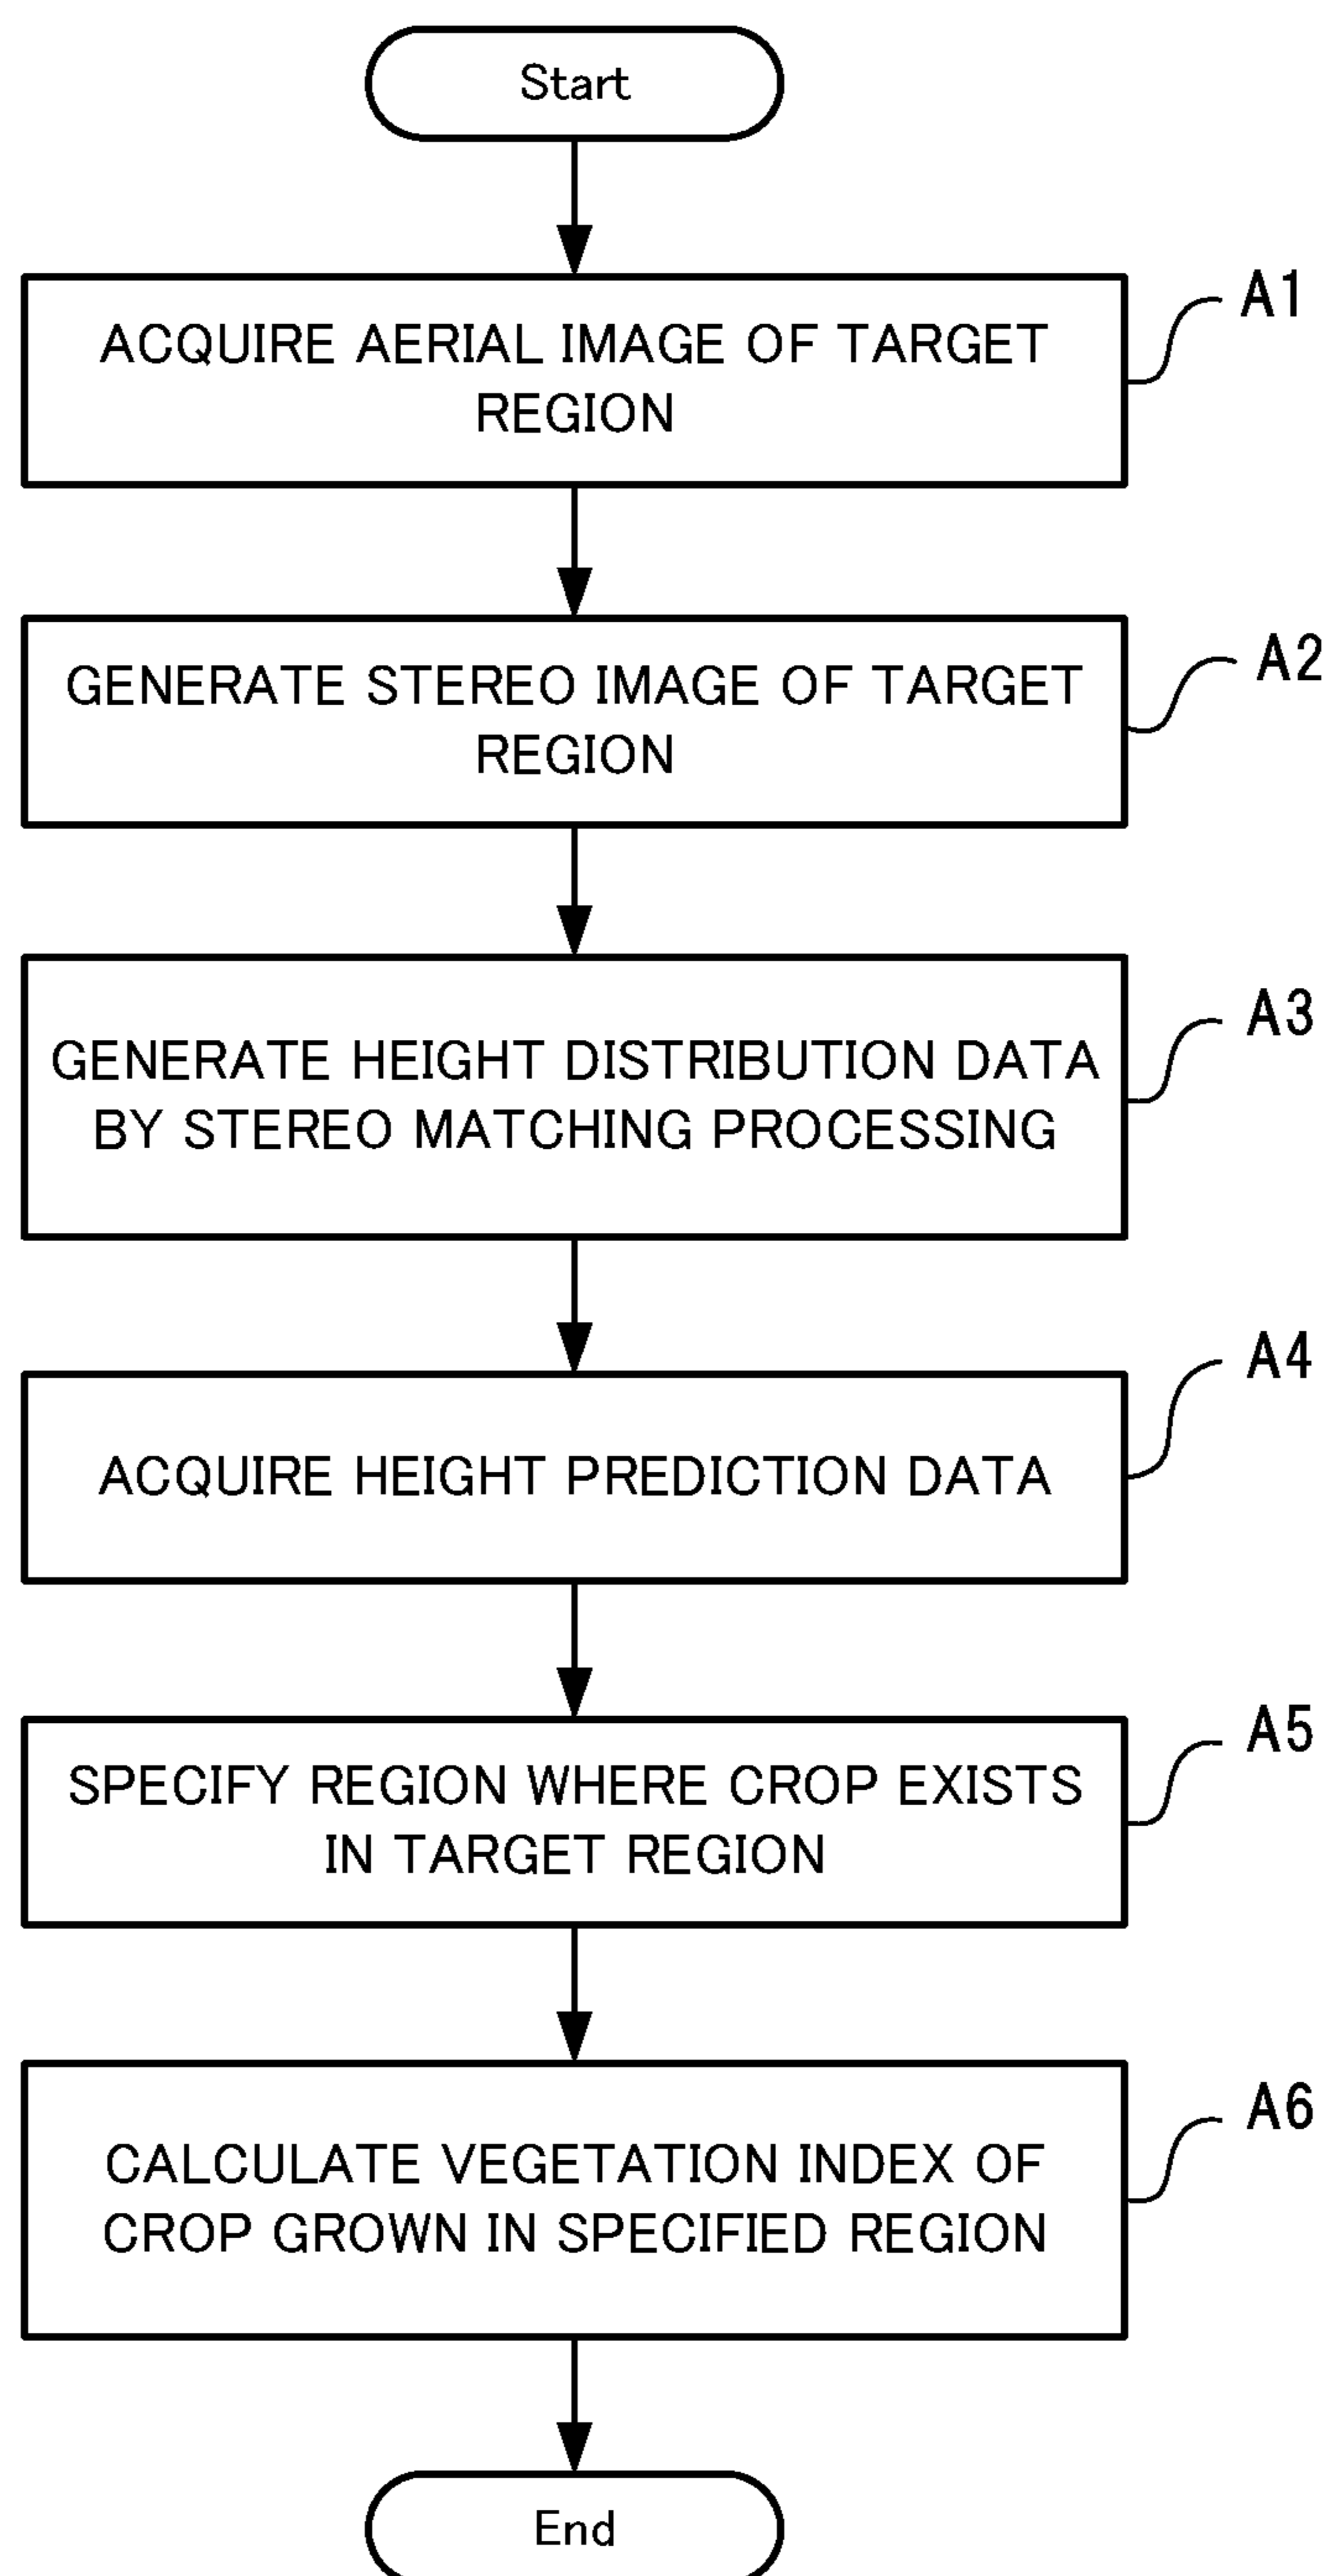 Start
ACQUIRE AERIAL IMAGE OF TARGET
REGION
A1
GENERATE STEREO IMAGE OF TARGET
REGION
A2
GENERATE HEIGHT DISTRIBUTION DATA
BY STEREO MATCHING PROCESSING
A3
ACQUIRE HEIGHT PREDICTION DATA
A4
SPECIFY REGION WHERE CROP EXISTS
IN TARGET REGION
A5
CALCULATE VEGETATION INDEX OF
CROP GROWN IN SPECIFIED REGION
A6
End